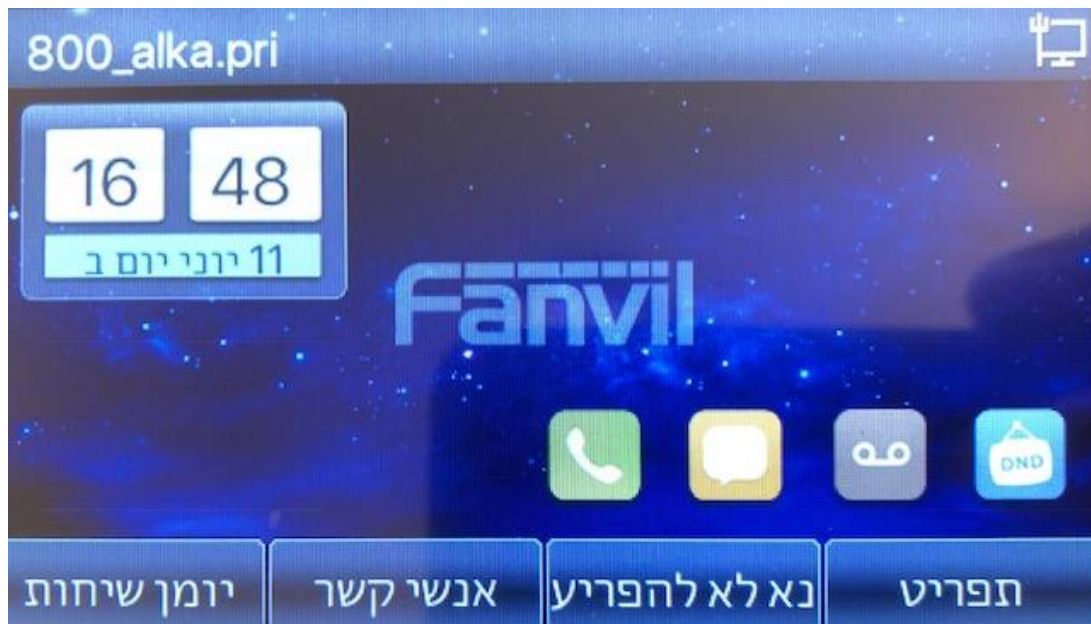 800_alka.pri
16 48
11 יוני יום ב
Fanvil
DND
יומן שיחות אנשי קשר נא לא להפריע תפריט